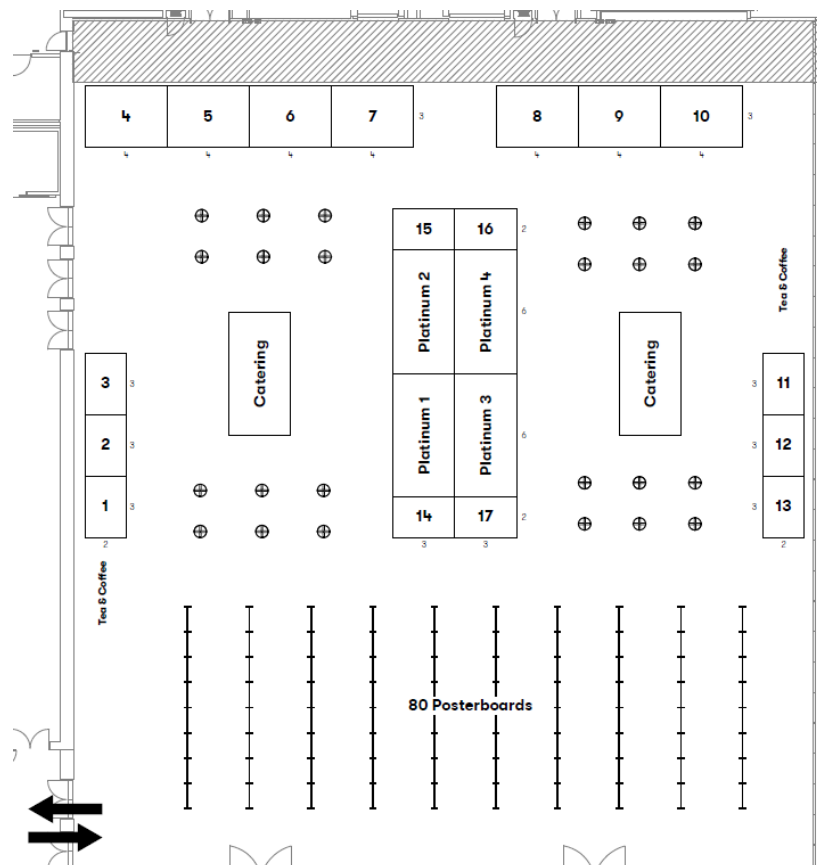 4 5 6 7 3 8 9 10 3
4 4 4 4 4 4 4
15 16 2
Platinum 2 Platinum 4 6
Tea & Coffee
Catering
Catering
3 3
2 3
1 3
Platinum 1 Platinum 3 6
14 17 2
3 3
3 11
3 12
3 13
2
2
Tea & Coffee
80 Posterboards